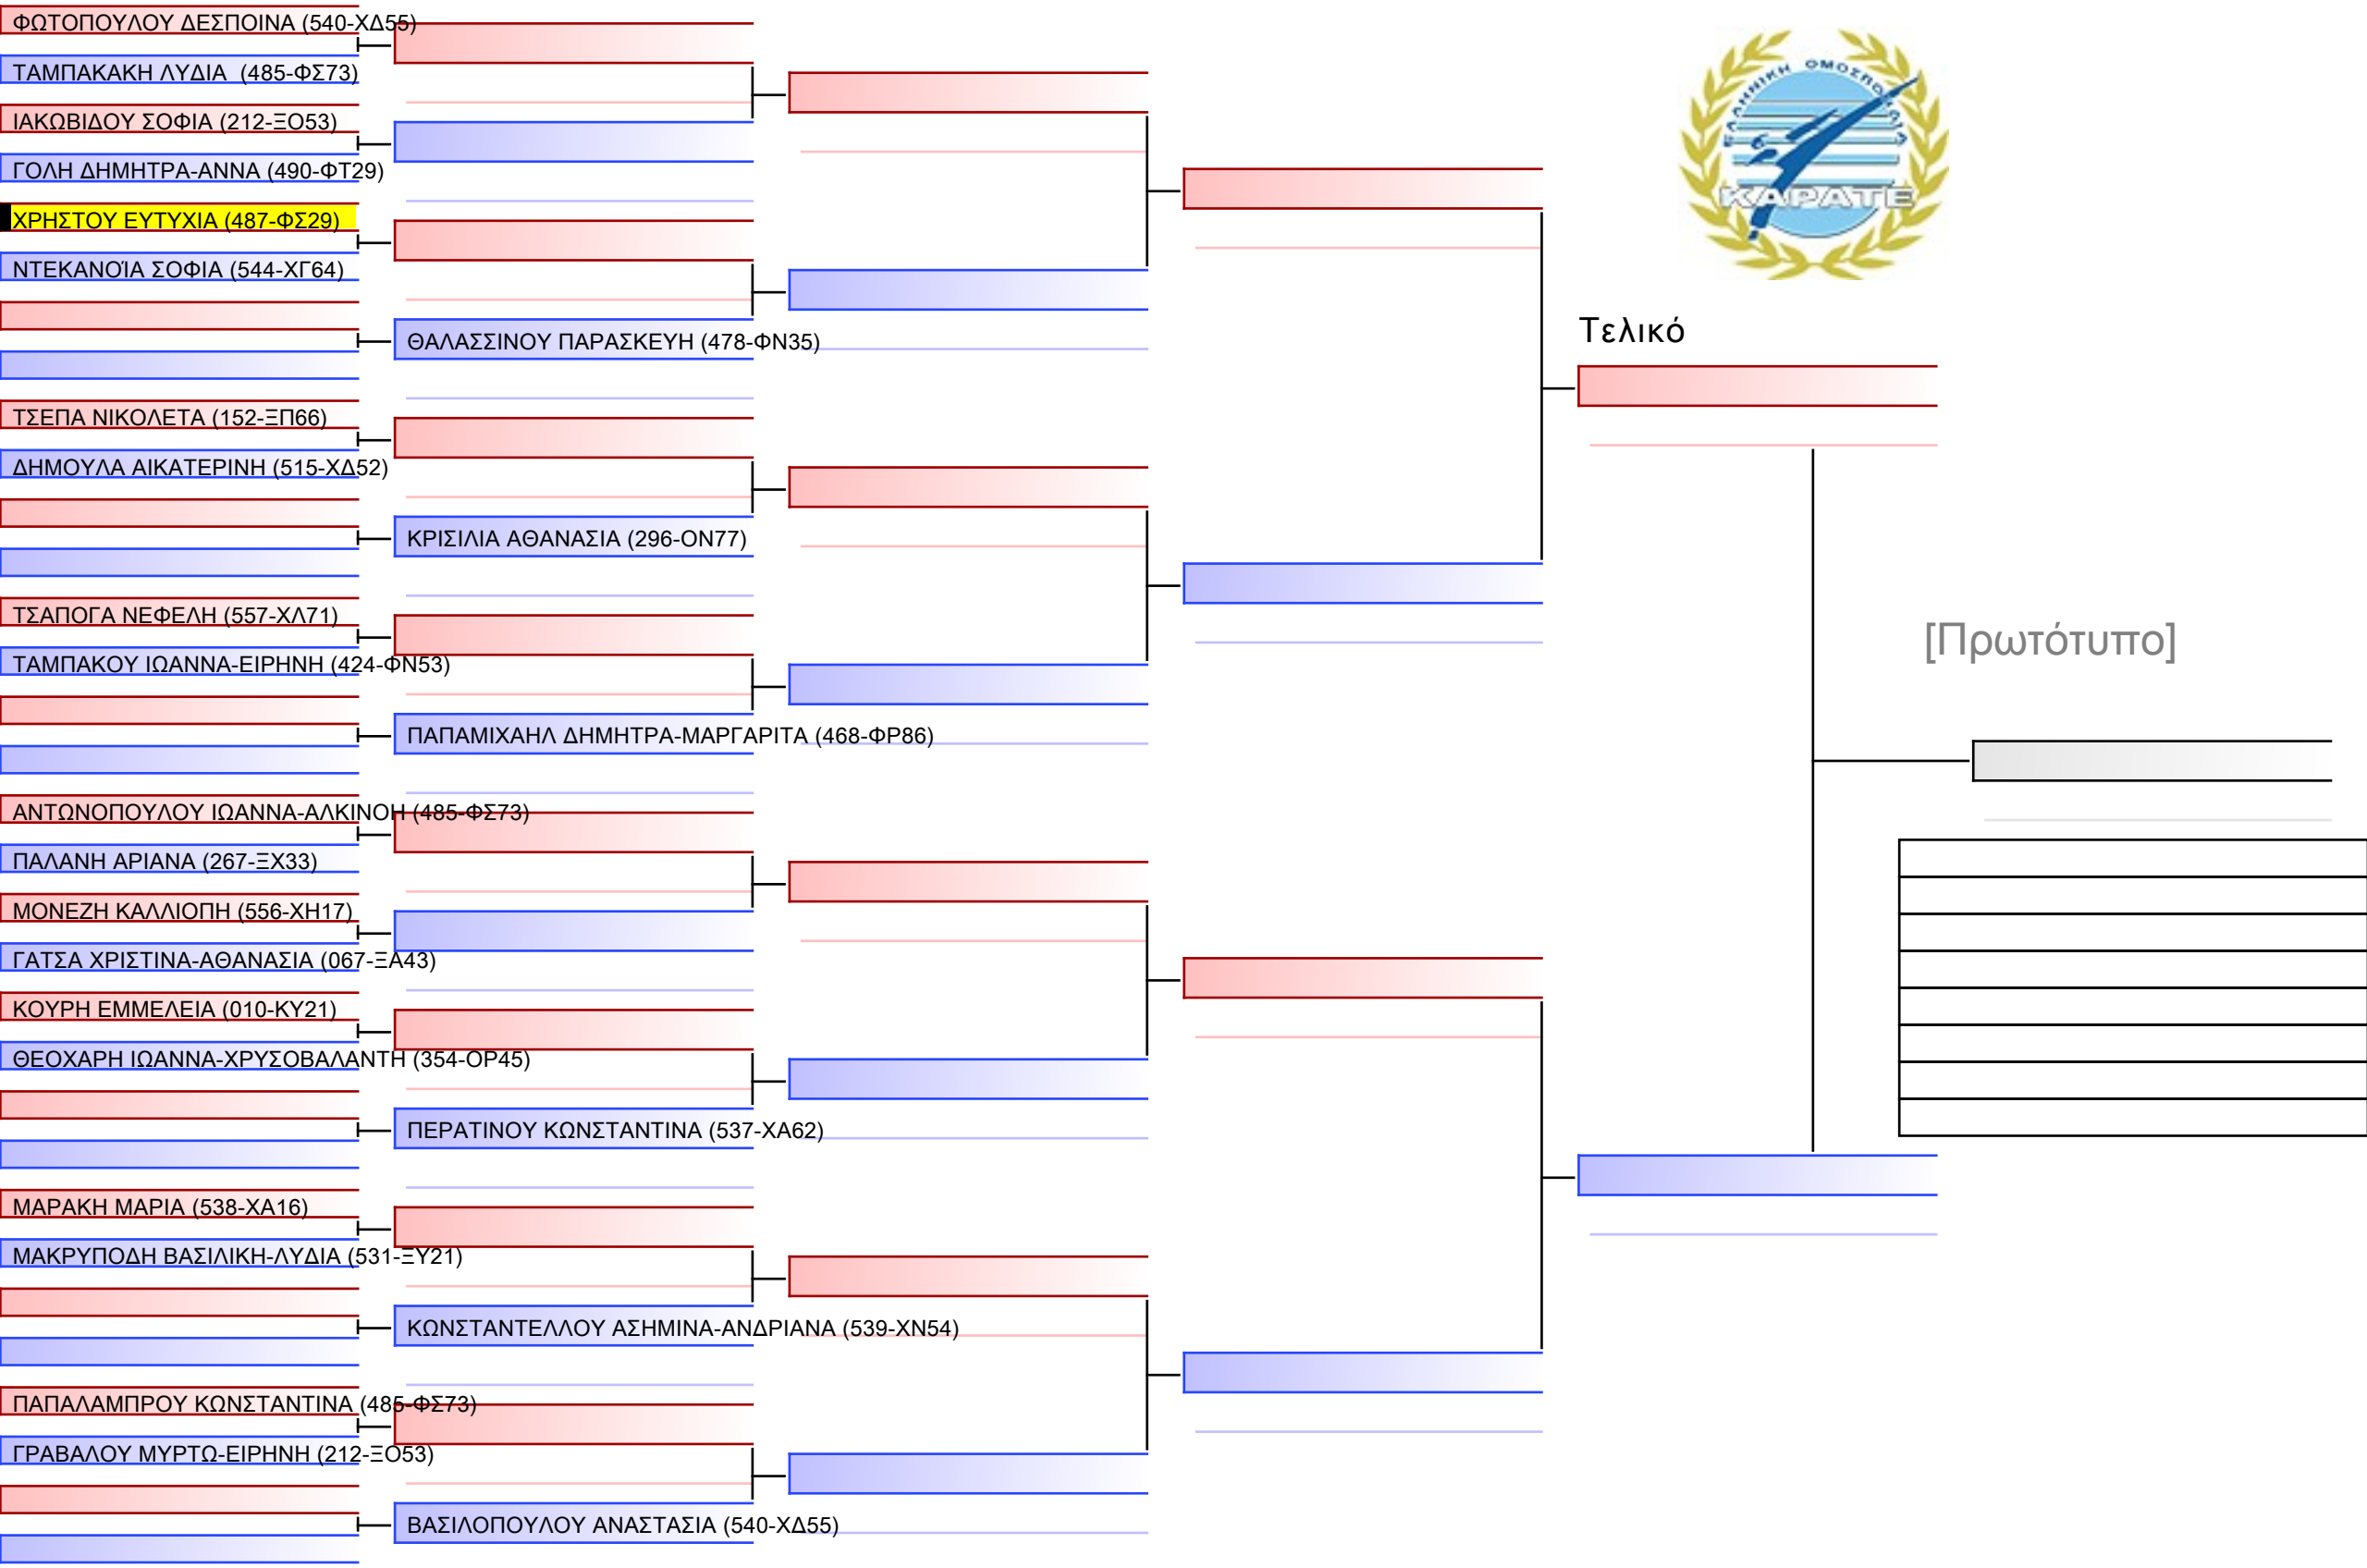 ΦΩΤΟΠΟΥΛΟΥ ΔΕΣΠΟΙΝΑ (540-ΧΔ55)
ΤΑΜΠΑΚΑΚΗ ΛΥΔΙΑ  (485-ΦΣ73)
ΙΑΚΩΒΙΔΟΥ ΣΟΦΙΑ (212-ΞΟ53)
ΓΟΛΗ ΔΗΜΗΤΡΑ-ΑΝΝΑ (490-ΦΤ29)
ΧΡΗΣΤΟΥ ΕΥΤΥΧΙΑ (487-ΦΣ29)
ΝΤΕΚΑΝΟΪΑ ΣΟΦΙΑ (544-ΧΓ64)
ΘΑΛΑΣΣΙΝΟΥ ΠΑΡΑΣΚΕΥΗ (478-ΦΝ35)
ΤΣΕΠΑ ΝΙΚΟΛΕΤΑ (152-ΞΠ66)
ΔΗΜΟΥΛΑ ΑΙΚΑΤΕΡΙΝΗ (515-ΧΔ52)
ΚΡΙΣΙΛΙΑ ΑΘΑΝΑΣΙΑ (296-ΟΝ77)
ΤΣΑΠΟΓΑ ΝΕΦΕΛΗ (557-ΧΛ71)
ΤΑΜΠΑΚΟΥ ΙΩΑΝΝΑ-ΕΙΡΗΝΗ (424-ΦΝ53)
ΠΑΠΑΜΙΧΑΗΛ ΔΗΜΗΤΡΑ-ΜΑΡΓΑΡΙΤΑ (468-ΦΡ86)
ΑΝΤΩΝΟΠΟΥΛΟΥ ΙΩΑΝΝΑ-ΑΛΚΙΝΟΗ (485-ΦΣ73)
ΠΑΛΑΝΗ ΑΡΙΑΝΑ (267-ΞΧ33)
ΜΟΝΕΖΗ ΚΑΛΛΙΟΠΗ (556-ΧΗ17)
ΓΑΤΣΑ ΧΡΙΣΤΙΝΑ-ΑΘΑΝΑΣΙΑ (067-ΞΑ43)
ΚΟΥΡΗ ΕΜΜΕΛΕΙΑ (010-ΚΥ21)
ΘΕΟΧΑΡΗ ΙΩΑΝΝΑ-ΧΡΥΣΟΒΑΛΑΝΤΗ (354-ΟΡ45)
ΠΕΡΑΤΙΝΟΥ ΚΩΝΣΤΑΝΤΙΝΑ (537-ΧΑ62)
ΜΑΡΑΚΗ ΜΑΡΙΑ (538-ΧΑ16)
ΜΑΚΡΥΠΟΔΗ ΒΑΣΙΛΙΚΗ-ΛΥΔΙΑ (531-ΞΥ21)
ΚΩΝΣΤΑΝΤΕΛΛΟΥ ΑΣΗΜΙΝΑ-ΑΝΔΡΙΑΝΑ (539-ΧΝ54)
ΠΑΠΑΛΑΜΠΡΟΥ ΚΩΝΣΤΑΝΤΙΝΑ (485-ΦΣ73)
ΓΡΑΒΑΛΟΥ ΜΥΡΤΩ-ΕΙΡΗΝΗ (212-ΞΟ53)
ΒΑΣΙΛΟΠΟΥΛΟΥ ΑΝΑΣΤΑΣΙΑ (540-ΧΔ55)
ΕΛΛΗΝΙΚΗ ΟΜΟΣΠΟΝΔΙΑ
ΚΑΡΑΤΕ
Τελικό
[Πρωτότυπο]